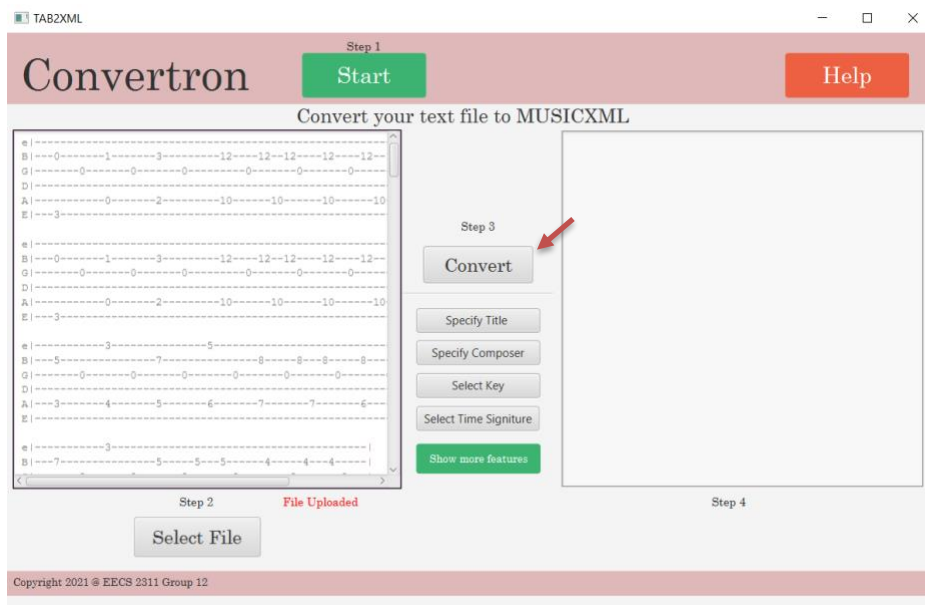 TAB2XML
Step 1
Convertron
Start
Help
Convert your text file to MUSICXML
e|-------------------------------------------------------
B|---0-------1-------3---------12----12--12----12----12--
G|-------0-------0-------0---------0-------0-------0-----
D|-------------------------------------------------------
A|-----------0-------2---------10------10------10------10
E|---3---------------------------------------------------
e|-------------------------------------------------------
B|---0-------1-------3---------12----12--12----12----12--
G|-------0-------0-------0---------0-------0-------0-----
D|-------------------------------------------------------
A|-----------0-------2---------10------10------10------10
E|---3---------------------------------------------------
e|-----------3---------------5---------------------------
B|---5---------------7---------------8-----8---8-----8---
G|-------0-------0-------0-------0-------0-------0-------
D|-------------------------------------------------------
A|---3-------4-------5-------6-------7-------7-------6---
E|-------------------------------------------------------
e|-----------3----------------------------------------|
B|---7---------------5-----5---5-----4-----4---4-----|
Step 3
Convert
Specify Title
Specify Composer
Select Key
Select Time Signiture
Show more features
Step 2
File Uploaded
Step 4
Select File
Copyright 2021 @ EECS 2311 Group 12